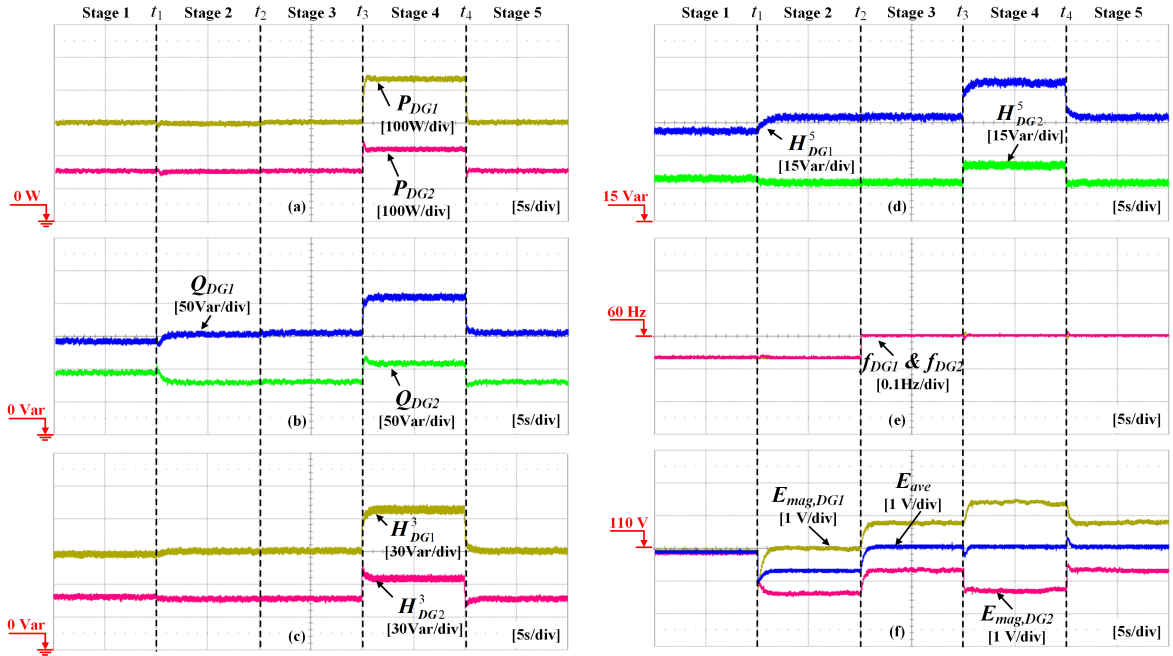 Stage 1 t1 Stage 2 t2 Stage 3 t3 Stage 4 t4 Stage 5
PDG1
[100W/div]
PDG2
[100W/div]
0 W
(a)
[5s/div]
QDG1
[50Var/div]
QDG2
[50Var/div]
0 Var
(b)
[5s/div]
H3DG1
[30Var/div]
H3DG2
[30Var/div]
0 Var
(c)
[5s/div]
Stage 1 t1 Stage 2 t2 Stage 3 t3 Stage 4 t4 Stage 5
H5DG1
[15Var/div]
H5DG2
[15Var/div]
15 Var
(d)
[5s/div]
60 Hz
fDG1 & fDG2
[0.1Hz/div]
(e)
[5s/div]
Emag,DG1
[1 V/div]
Eave
[1 V/div]
110 V
Emag,DG2
[1 V/div]
(f)
[5s/div]